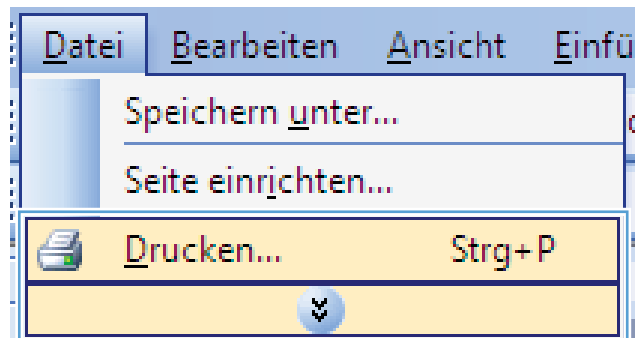 Datei Bearbeiten Ansicht Einfü
Speichern unter...
Seite einrichten...
Drucken... Strg+P